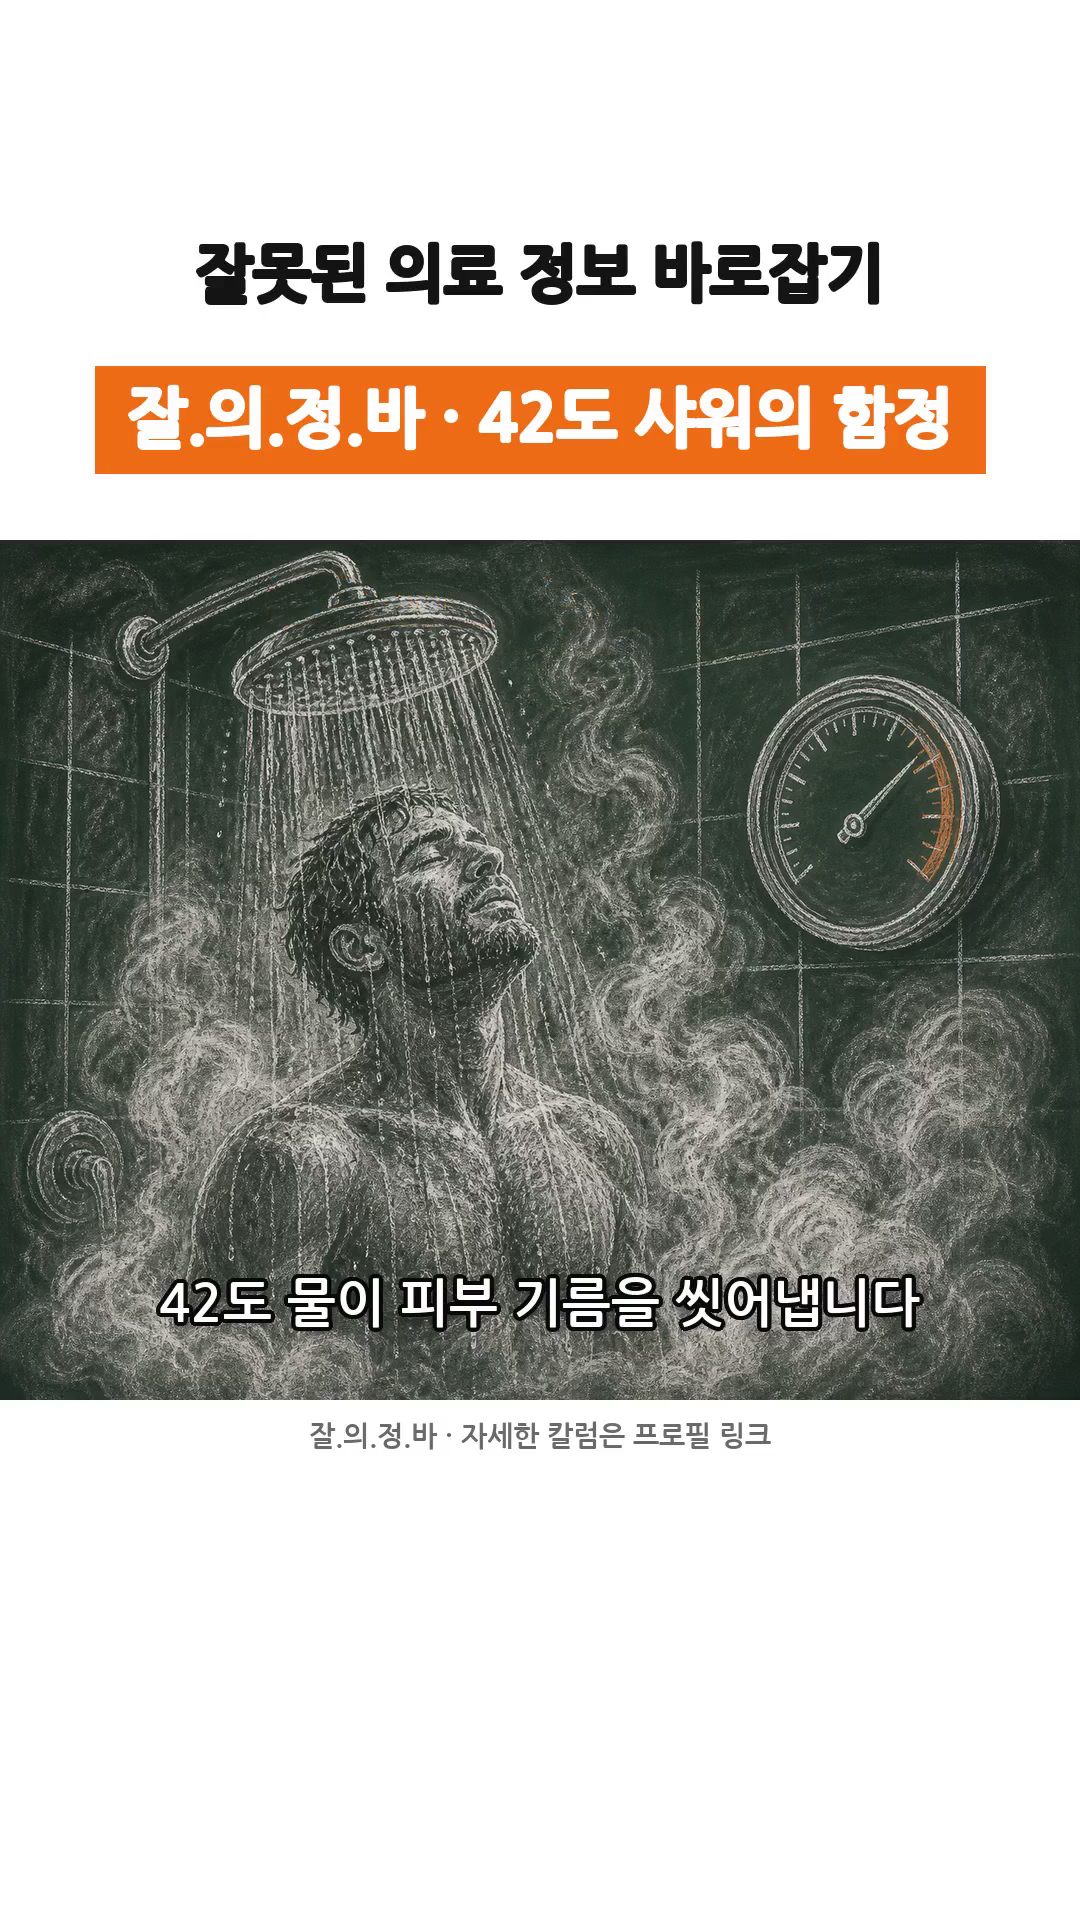 잘못된 의료 정보 바로잡기
잘.의.정.바 · 42도 샤워의 함정
42도 물이 피부 기름을 씻어냅니다
잘.의.정.바 · 자세한 칼럼은 프로필 링크